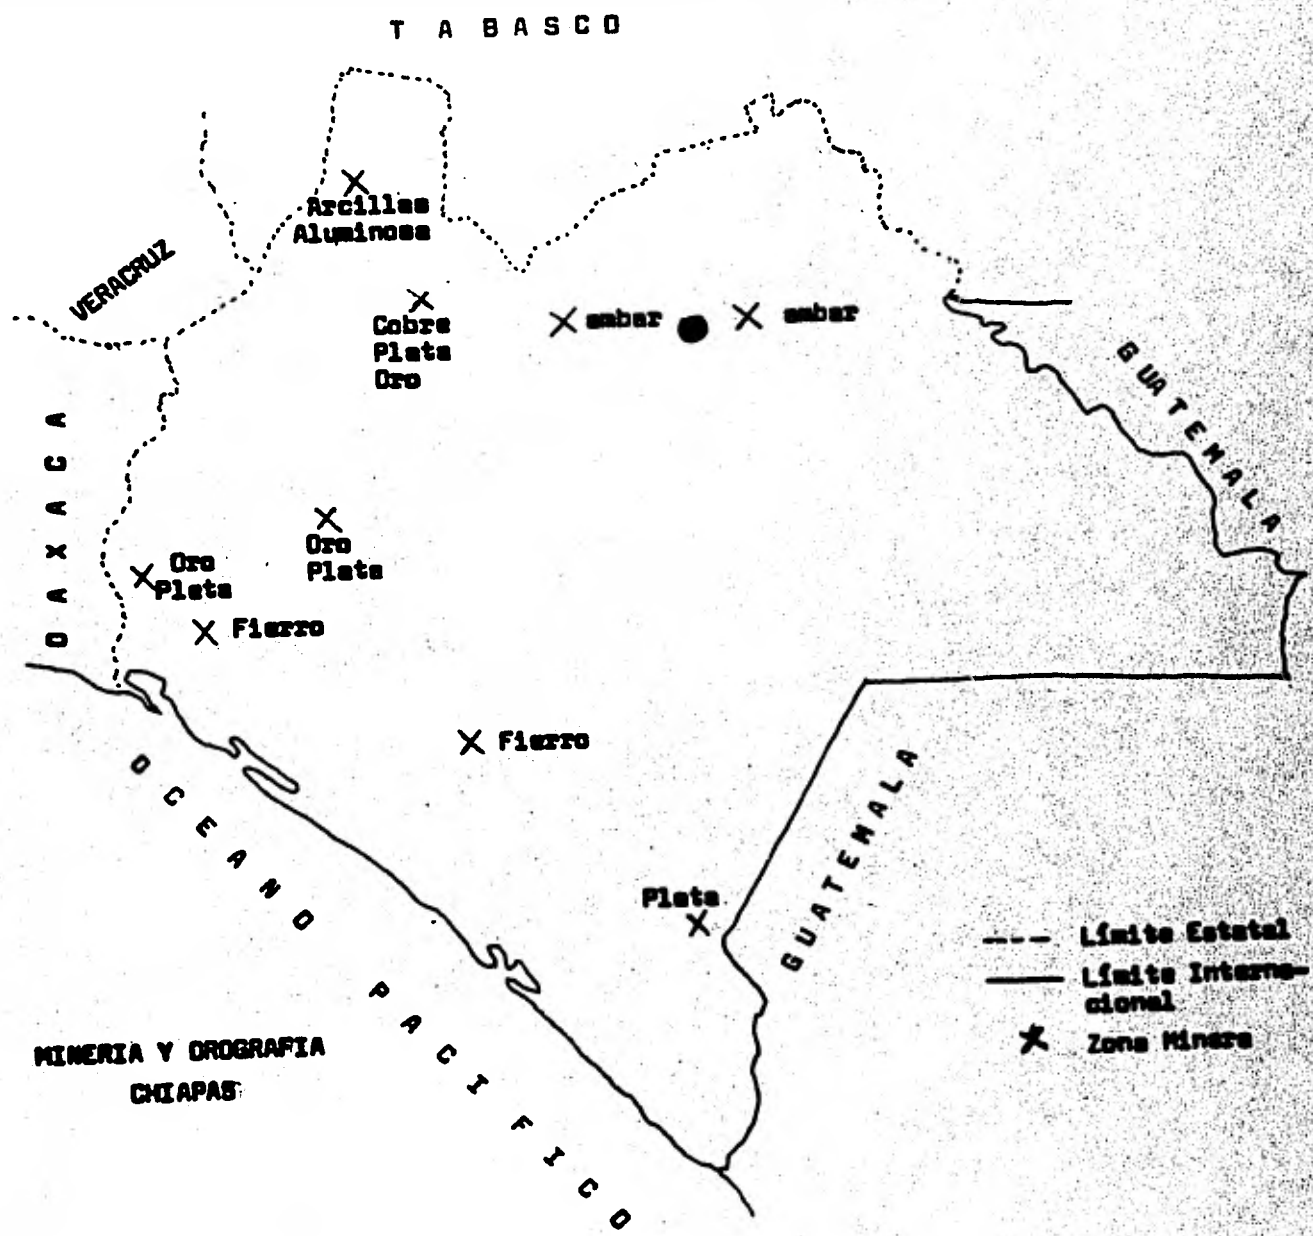 TABASCO
Arcillas
Aluminosa
VERACRUZ
Cobre
Plata
Oro
ambar
ambar
GUATEMALA
OAXACA
Oro
Plata
Oro
Plata
Fierro
Fierro
OCEANO PACIFICO
Plata
GUATEMALA
Límite Estatal
Límite Interna-
cional
Zona Minera
MINERIA Y OROGRAFIA
CHIAPAS